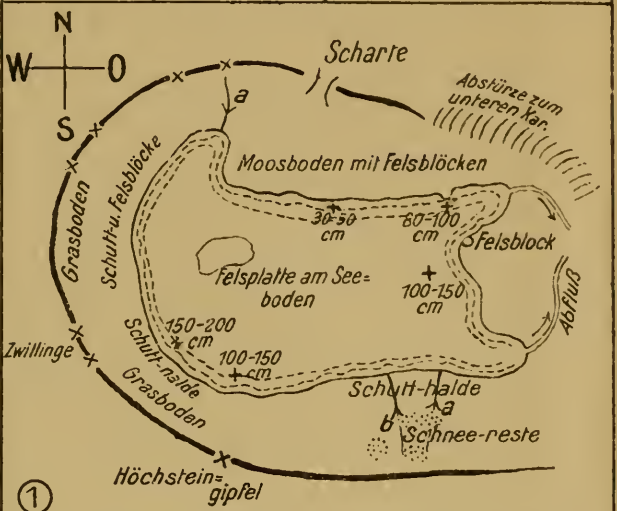 N
W O
S
Scharte
a
Abstürze zum
unteren Kar.
Moosboden mit Felsblöcken
Grasboden
Schutt-u. Felsblöcke
30-50
cm
60-100
cm
Felsblock
Felsplatte am See=
boden
100-150
cm
Abfluß
150-200
cm
Zwillinge
Schutt-halde
Grasboden
100-150
cm
Schutt-halde
b a
Schnee-reste
Höchstein=
gipfel
1